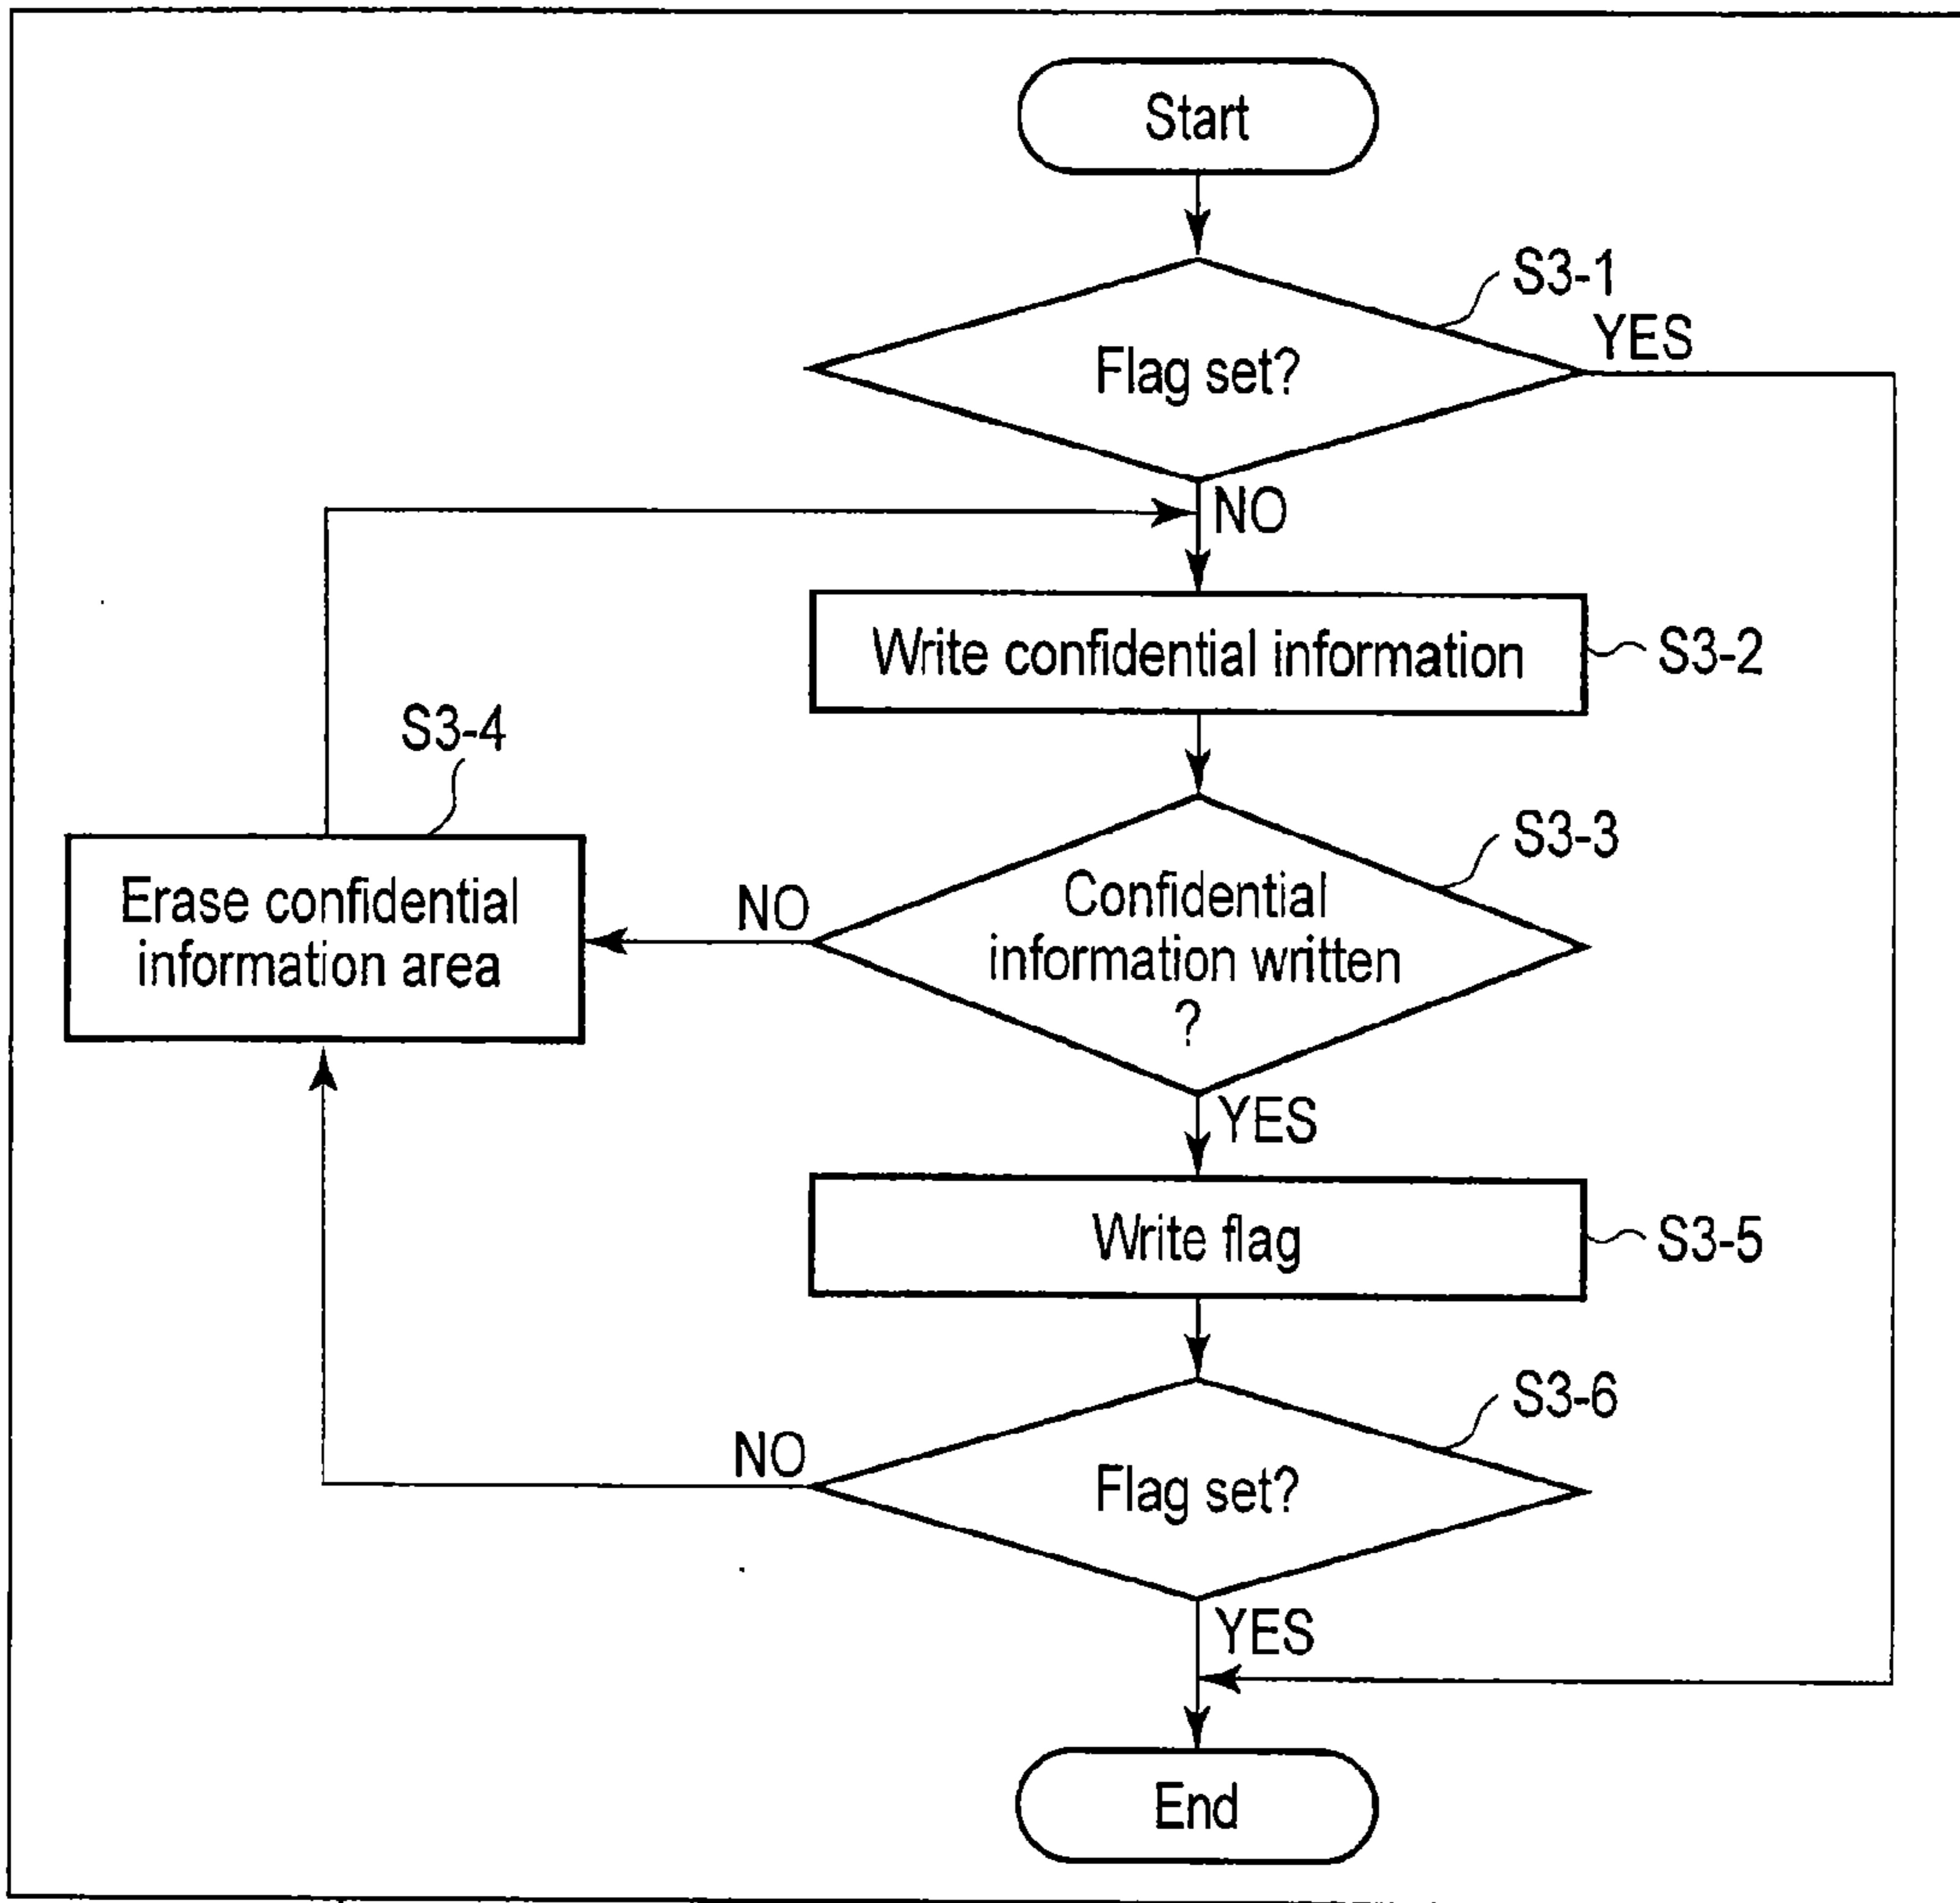 Start
S3-1
YES
Flag set?
NO
Write confidential information
S3-2
S3-4
S3-3
Erase confidential
information area
NO
Confidential
information written
?
YES
Write flag
S3-5
S3-6
NO
Flag set?
YES
End